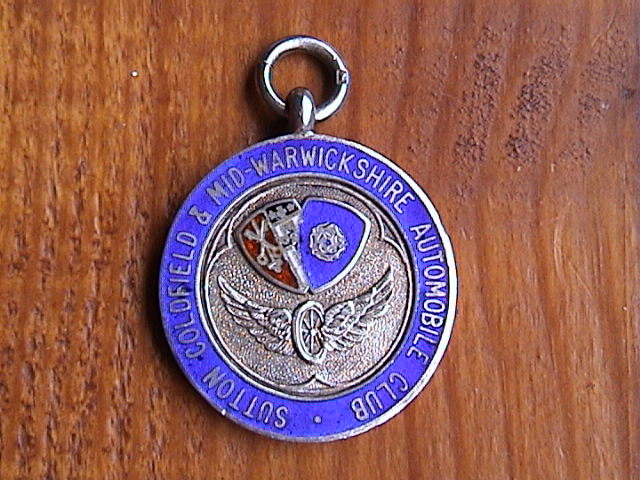 SUTTON COLDFIELD & MID-WARWICKSHIRE AUTOMOBILE CLUB ·